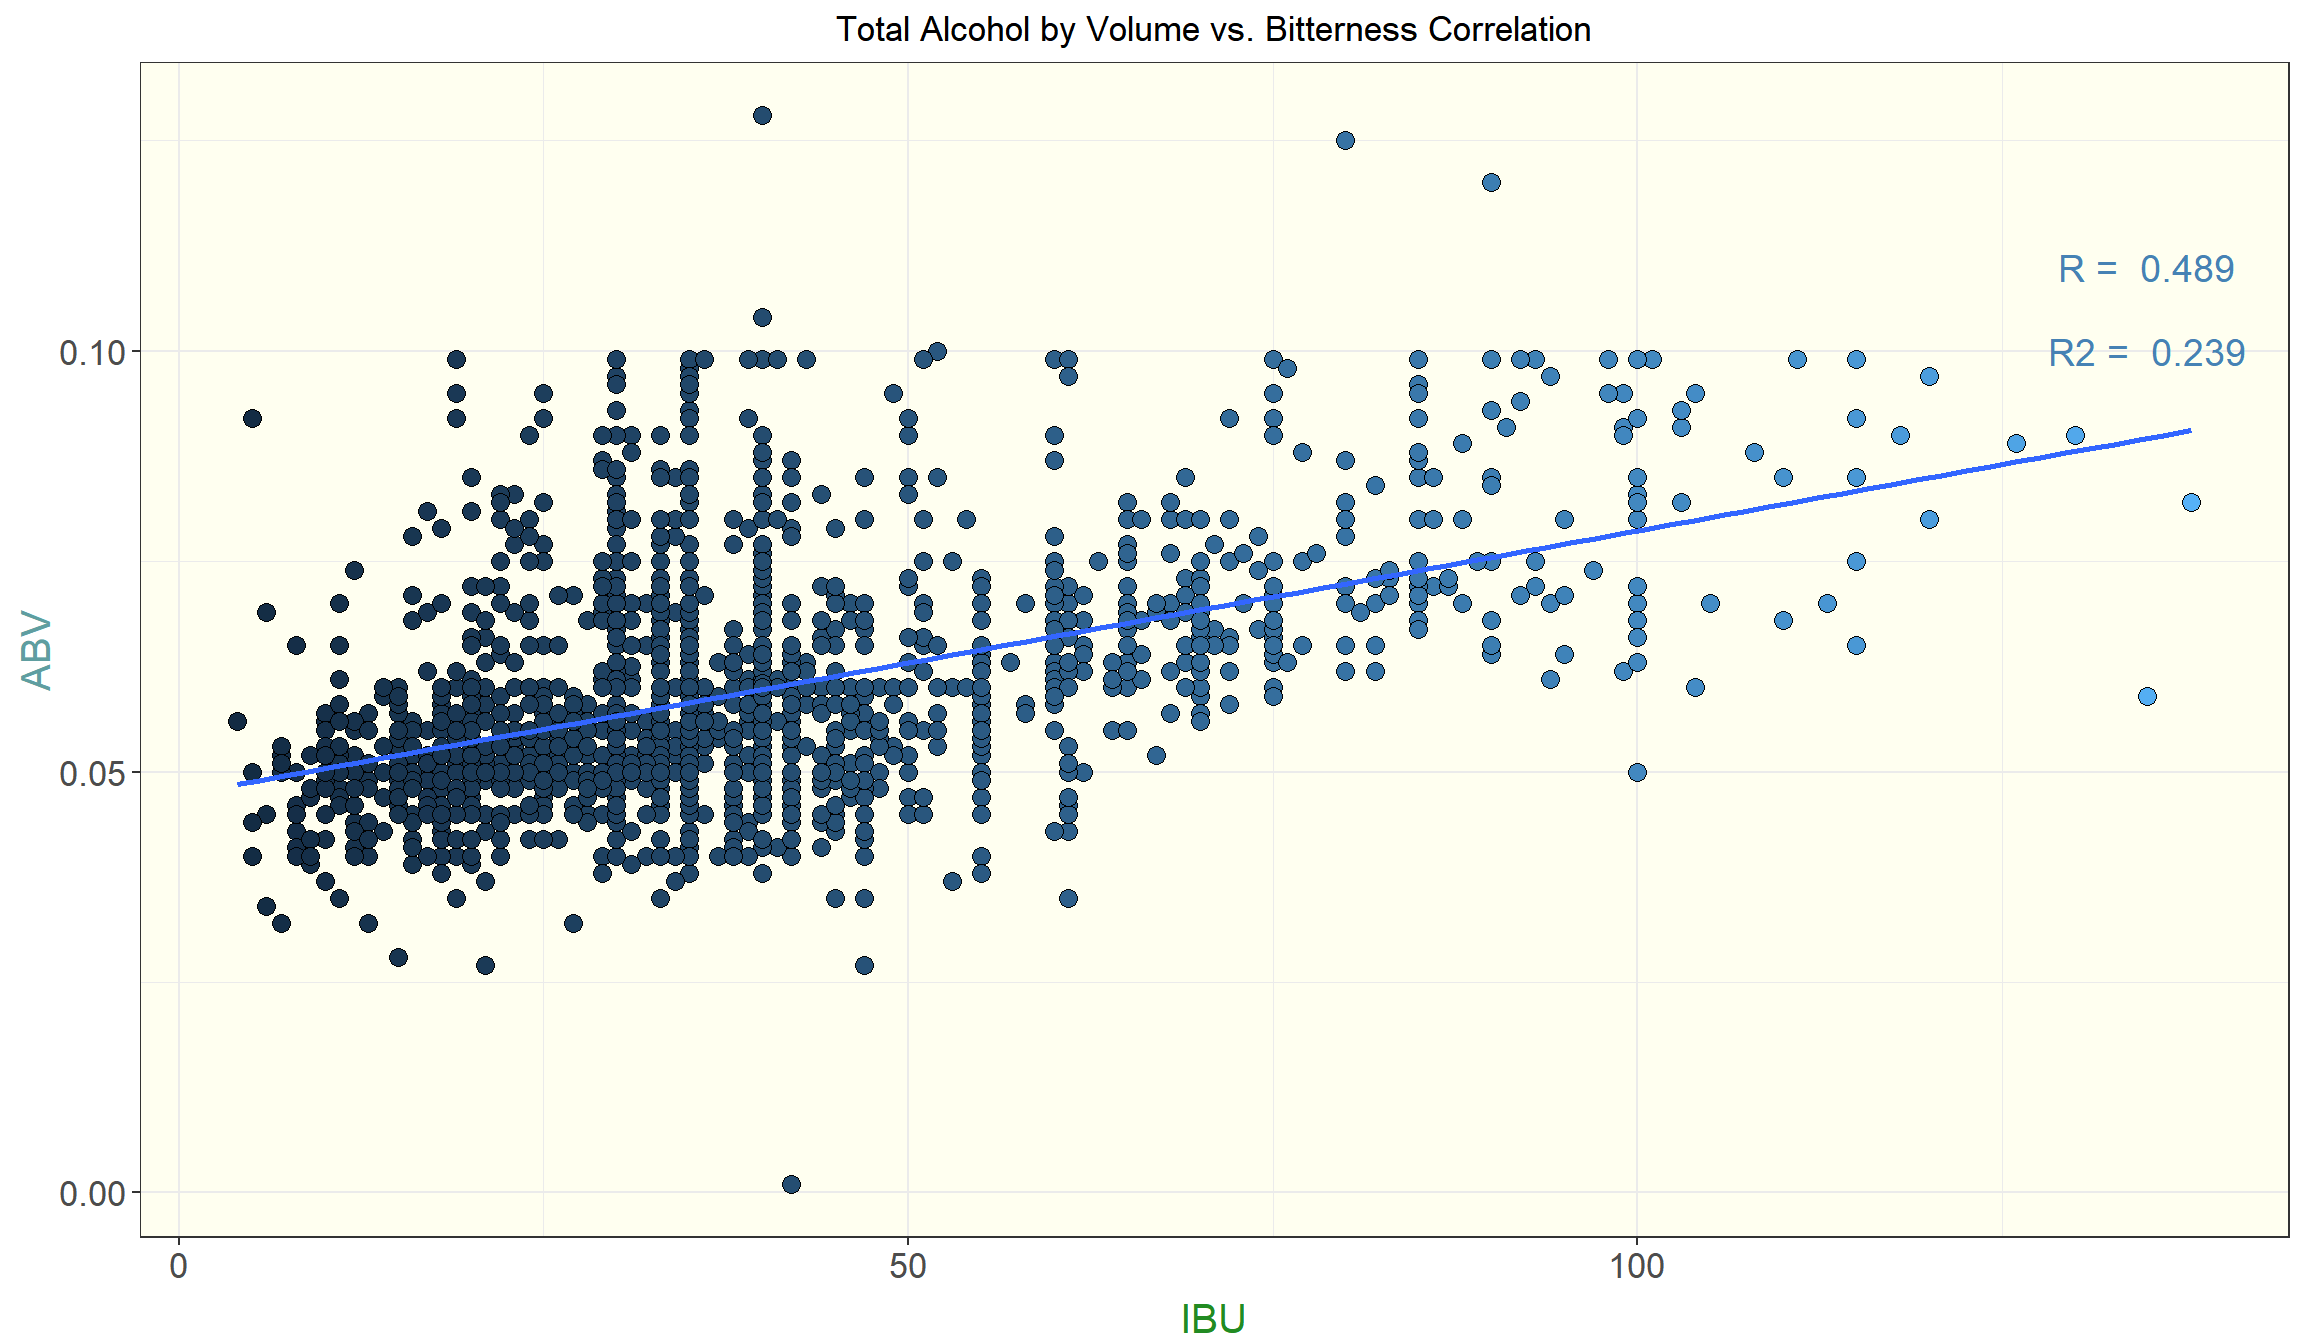 Total Alcohol by Volume vs. Bitterness Correlation
R = 0.489
R2 = 0.239
0.10
0.05
0.00
ABV
0
50
100
IBU